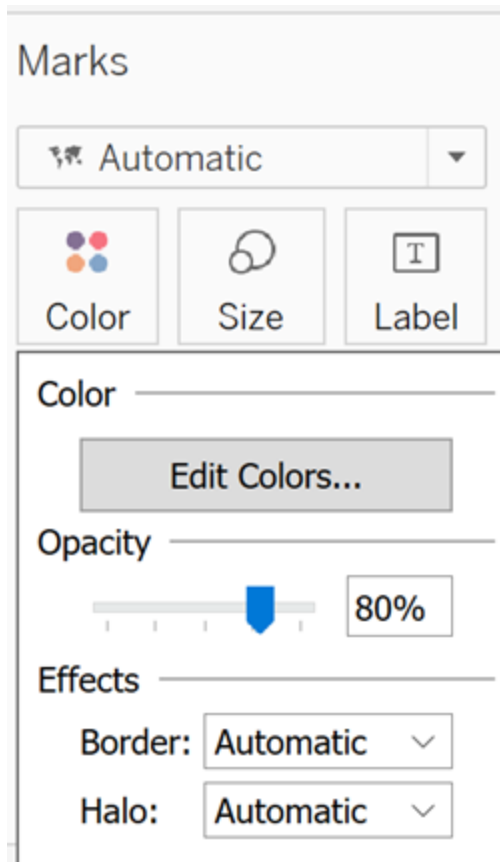 Marks
Automatic
Color Size Label
Color
Edit Colors...
Opacity
80%
Effects
Border: Automatic
Halo: Automatic